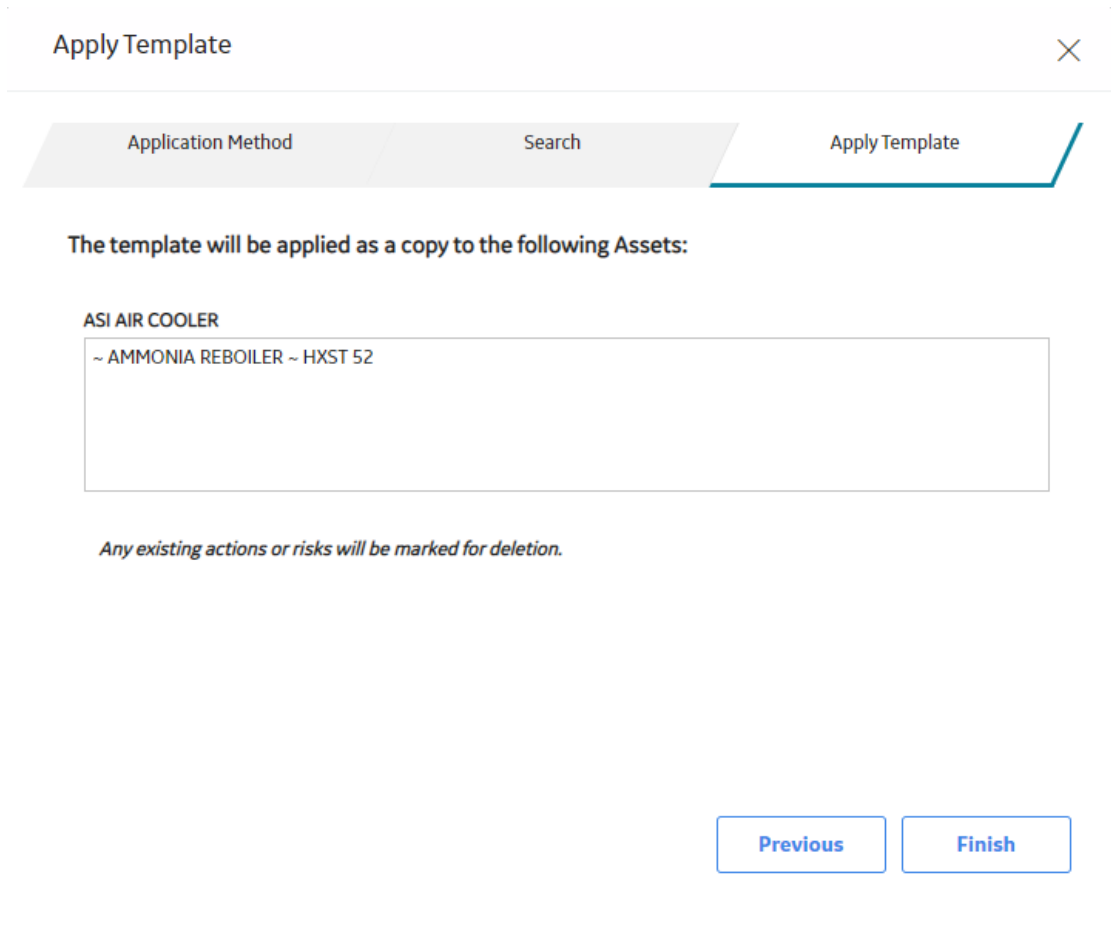 Apply Template
Application Method
Search
Apply Template
The template will be applied as a copy to the following Assets:
ASI AIR COOLER
~ AMMONIA REBOILER ~ HXST 52
Any existing actions or risks will be marked for deletion.
Previous
Finish